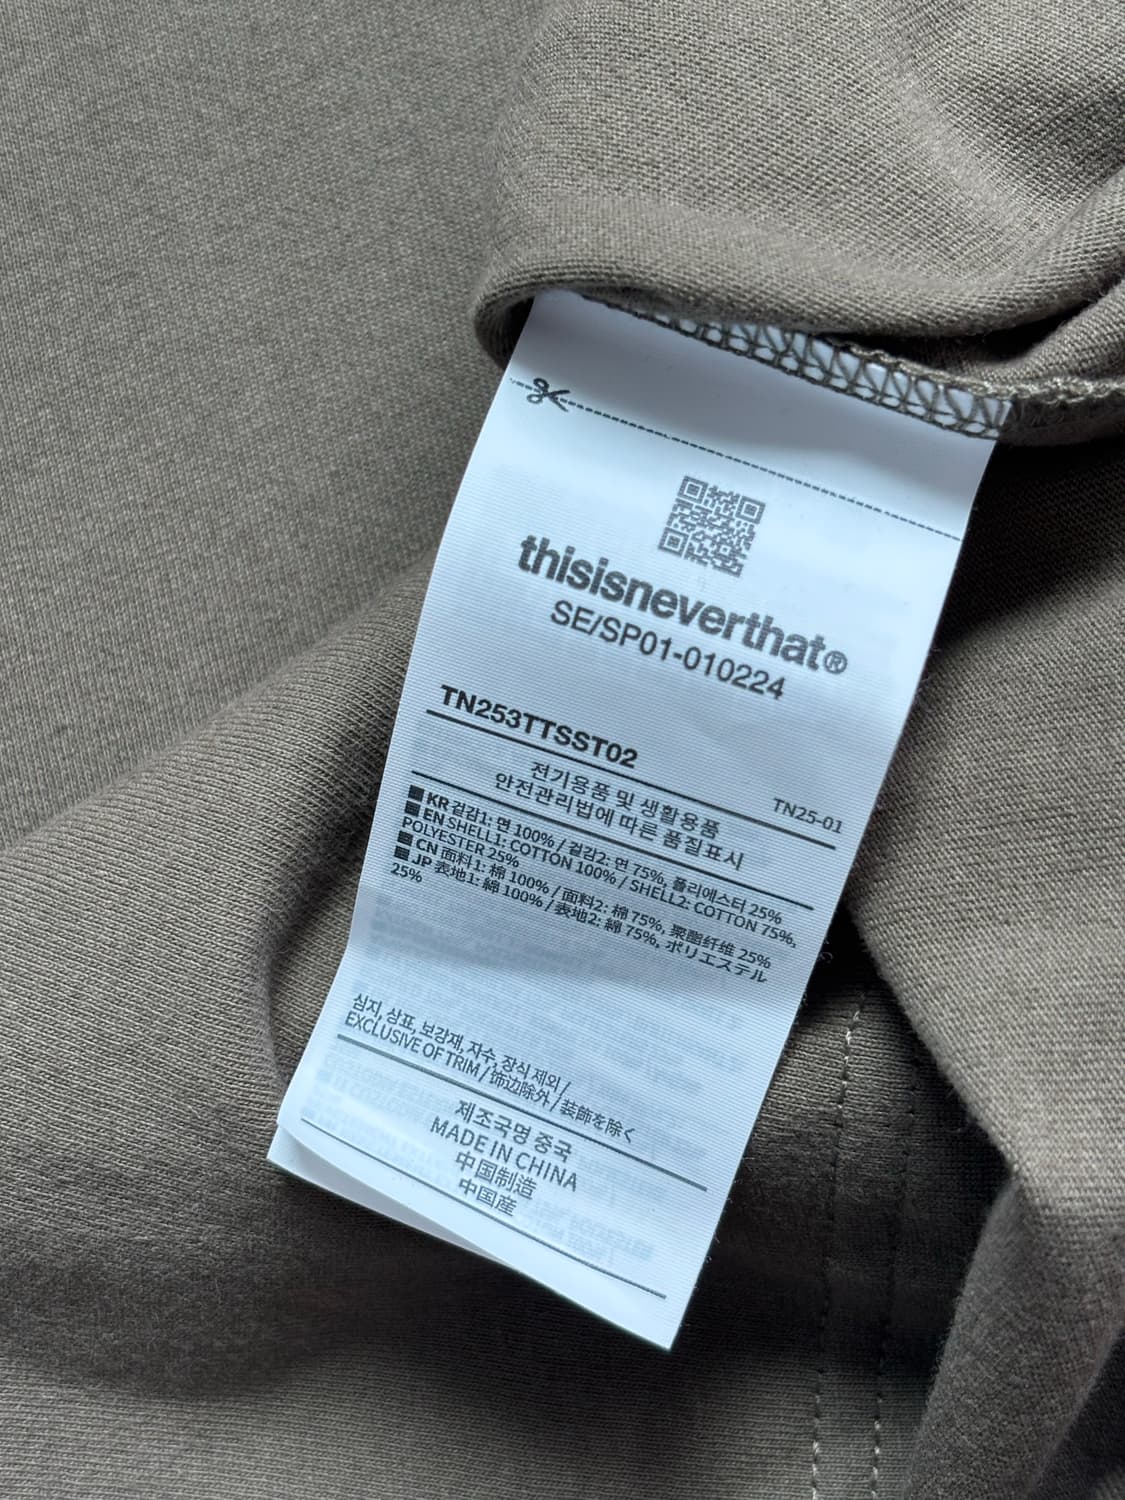 thisisneverthat®
SE/SP01-010224
TN253TTSST02
TN25-01
전기용품 및 생활용품
안전관리법에 따른 품질표시
■ KR 겉감1: 면 100% / 겉감2: 면 75%, 폴리에스터 25%
■ EN SHELL1: COTTON 100% / SHELL2: COTTON 75%,
POLYESTER 25%
■ CN 面料1: 棉 100% / 面料2: 棉 75%, 聚酯纤维 25%
■ JP 表地1: 綿 100% / 表地2: 綿 75%, ポリエステル
25%
심지, 상표, 보강재, 자수, 장식 제외 /
EXCLUSIVE OF TRIM / 饰边除外 / 装飾を除く
제조국명 중국
MADE IN CHINA
中国制造
中国産